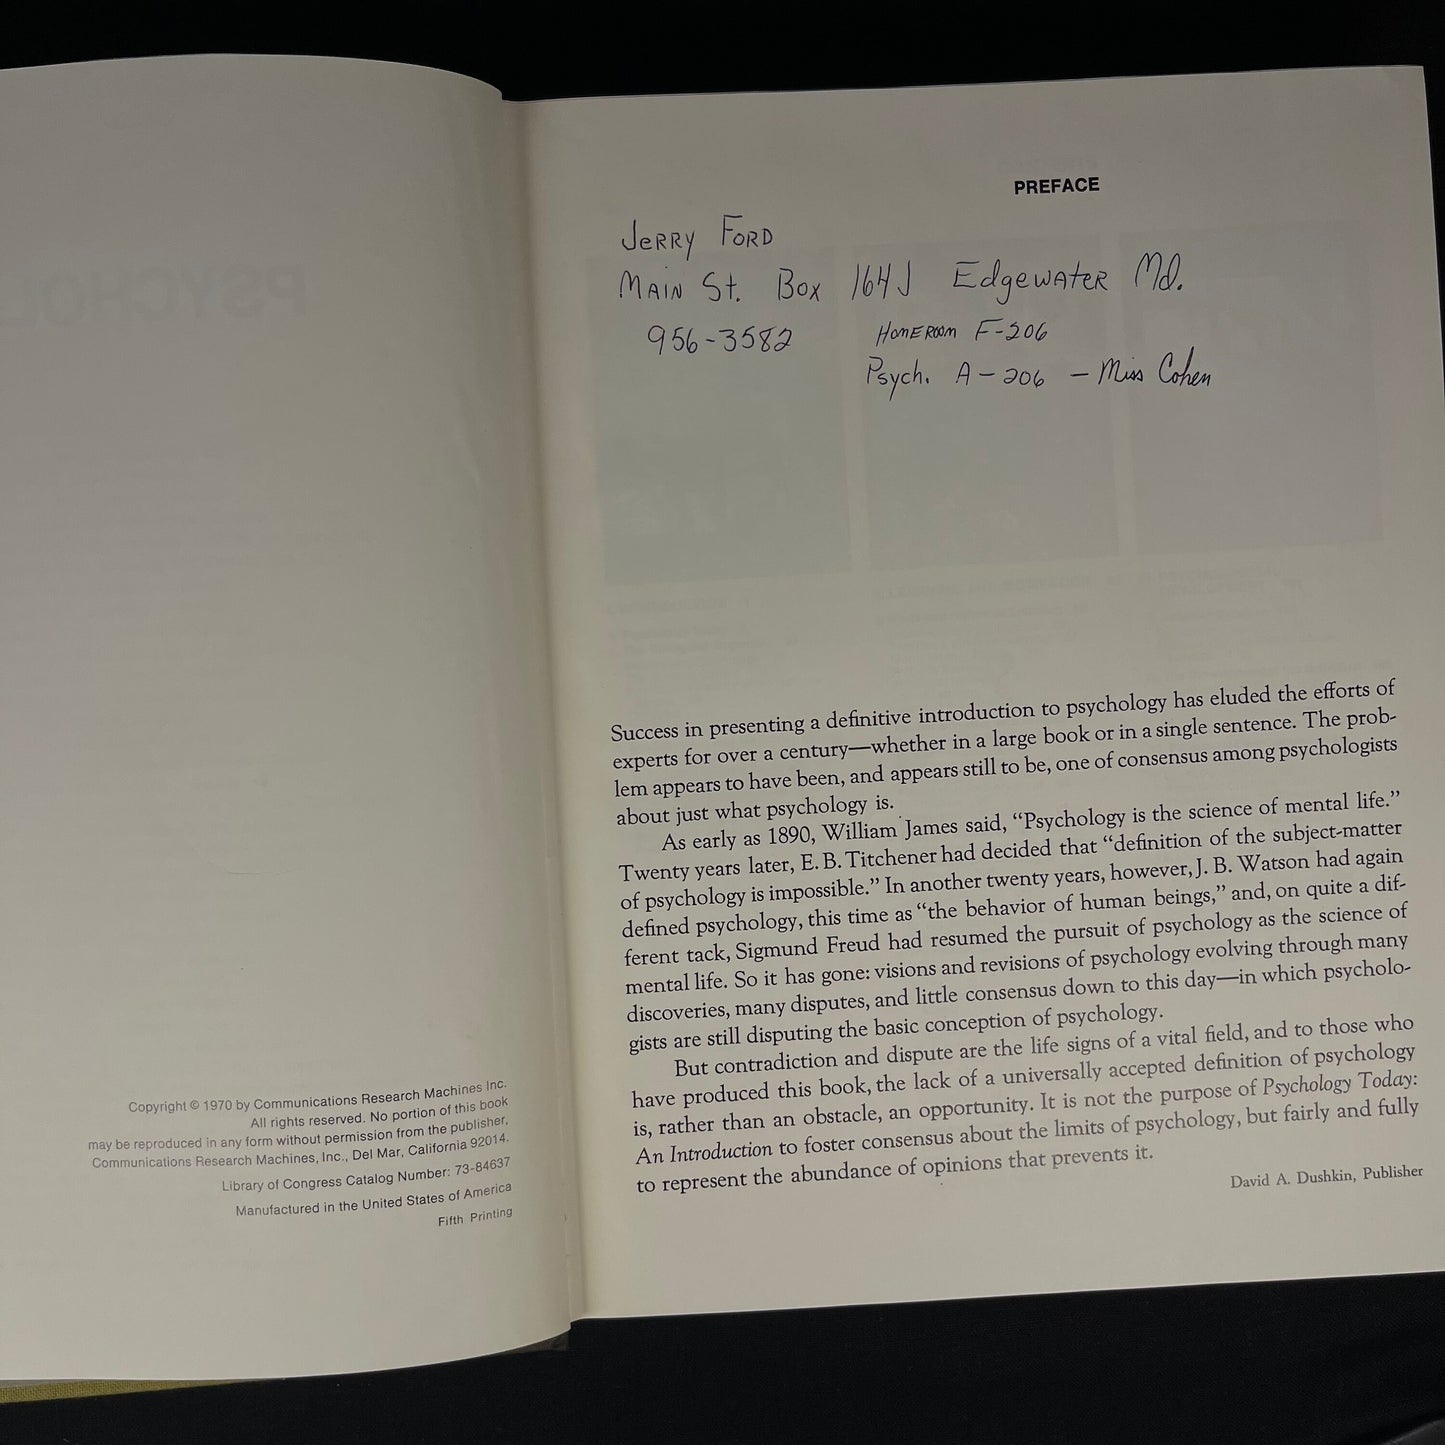 Copyright © 1970 by Communications Research Machines Inc.
All rights reserved. No portion of this book
may be reproduced in any form without permission from the publisher,
Communications Research Machines, Inc., Del Mar, California 92014.
Library of Congress Catalog Number: 73-84637
Manufactured in the United States of America
Fifth Printing
PREFACE
Jerry Ford
Main St. Box 164J Edgewater Md.
956-3582 Homeroom F-206
Psych. A-206 - Miss Cohen
Success in presenting a definitive introduction to psychology has eluded the efforts of
experts for over a century—whether in a large book or in a single sentence. The prob-
lem appears to have been, and appears still to be, one of consensus among psychologists
about just what psychology is.
As early as 1890, William James said, “Psychology is the science of mental life.”
Twenty years later, E. B. Titchener had decided that “definition of the subject-matter
of psychology is impossible.” In another twenty years, however, J. B. Watson had again
defined psychology, this time as “the behavior of human beings,” and, on quite a dif-
ferent tack, Sigmund Freud had resumed the pursuit of psychology as the science of
mental life. So it has gone: visions and revisions of psychology evolving through many
discoveries, many disputes, and little consensus down to this day—in which psycholo-
gists are still disputing the basic conception of psychology.
But contradiction and dispute are the life signs of a vital field, and to those who
have produced this book, the lack of a universally accepted definition of psychology
is, rather than an obstacle, an opportunity. It is not the purpose of Psychology Today:
An Introduction to foster consensus about the limits of psychology, but fairly and fully
to represent the abundance of opinions that prevents it.
David A. Dushkin, Publisher